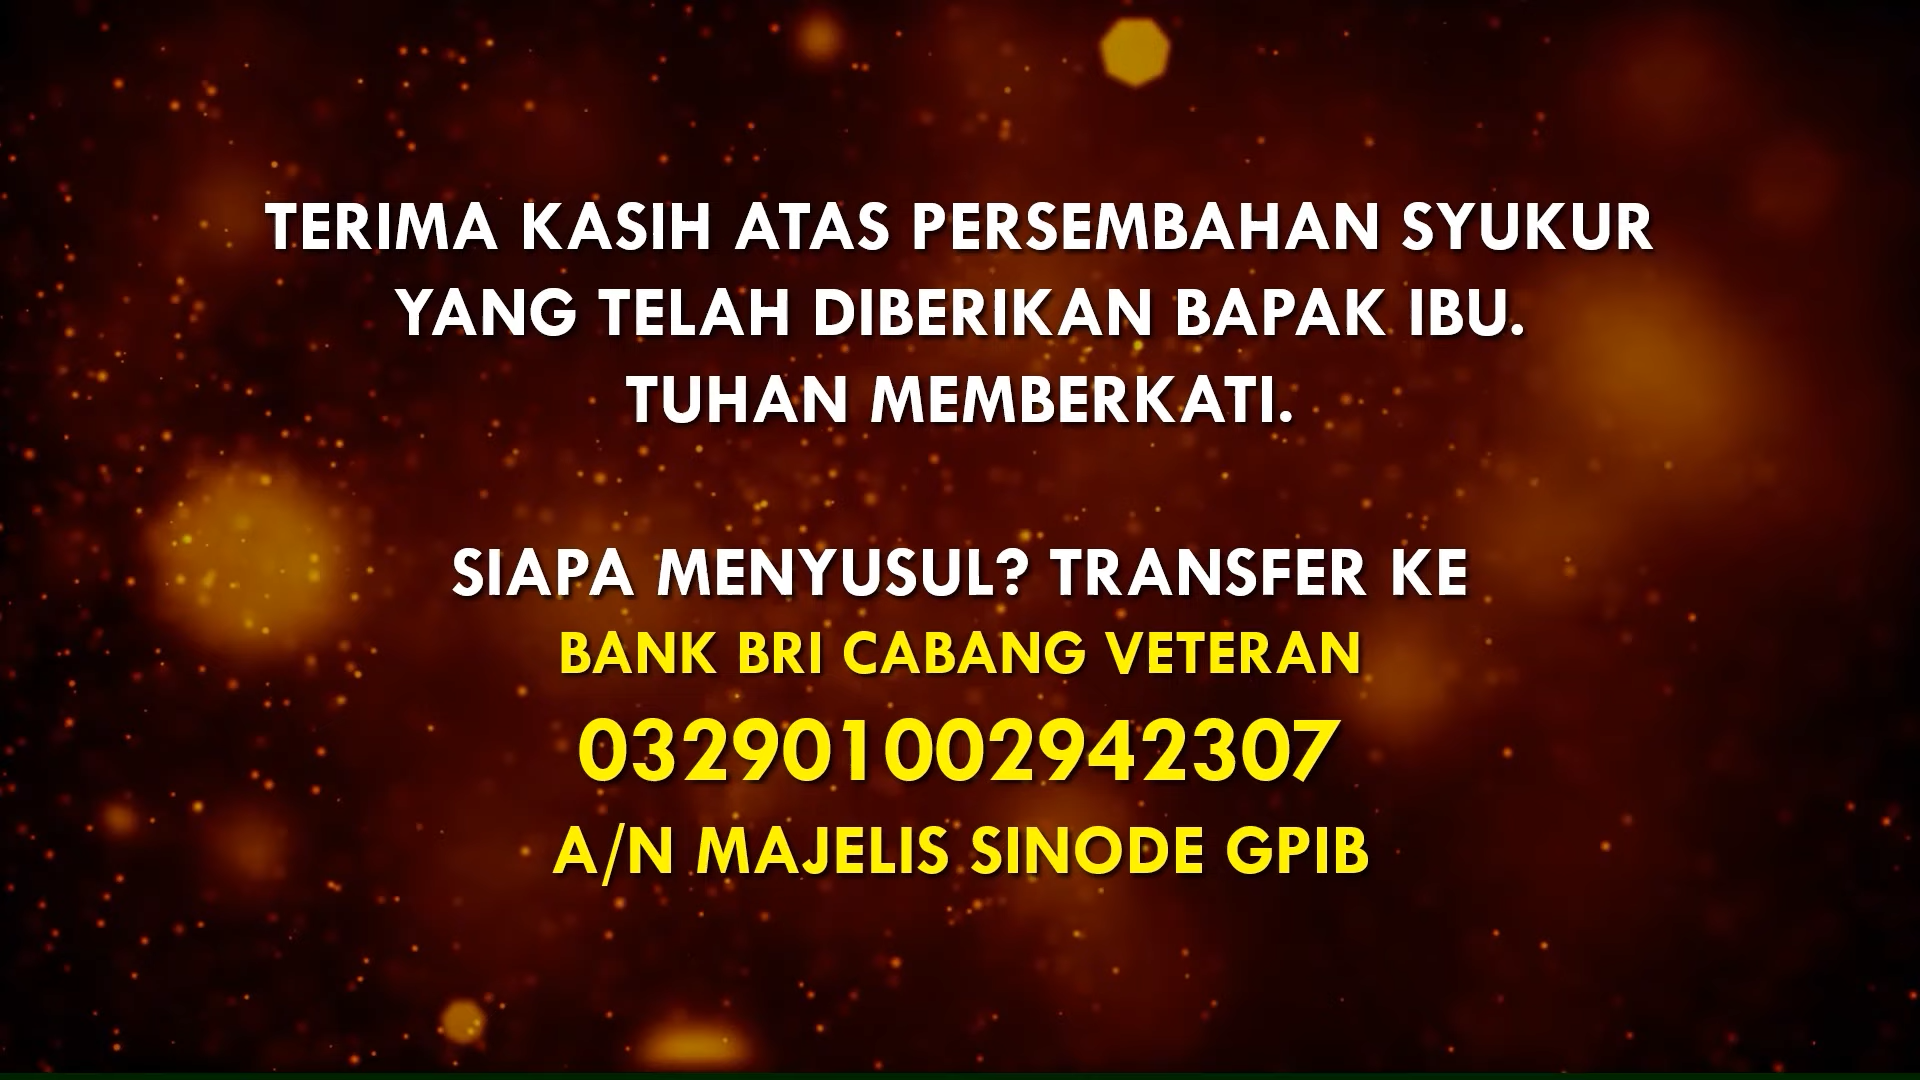 TERIMA KASIH ATAS PERSEMBAHAN SYUKUR
YANG TELAH DIBERIKAN BAPAK IBU.
TUHAN MEMBERKATI.
SIAPA MENYUSUL? TRANSFER KE
BANK BRI CABANG VETERAN
032901002942307
A/N MAJELIS SINODE GPIB